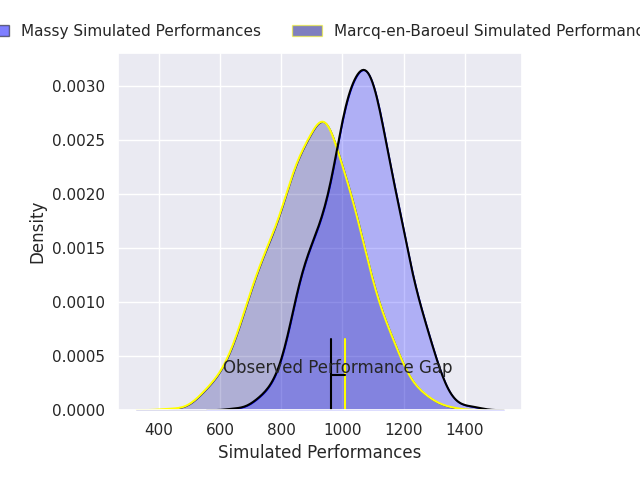 Massy Simulated Performances
Marcq-en-Baroeul Simulated
0.0030
0.0025
0.0020
0.0015
0.0010
0.0005
0.0000
Density
Observed Performance Gap
400 600 800 1000 1200 1400
Simulated Performances